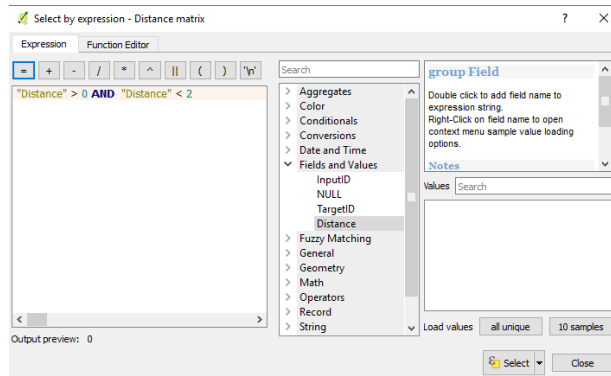 Select by expression - Distance matrix
? X
Expression Function Editor
= + - / * ^ || ( ) '\n'
"Distance" > 0 AND "Distance" < 2
Output preview: 0
Search
Aggregates
Color
Conditionals
Conversions
Date and Time
Fields and Values
InputID
NULL
TargetID
Distance
Fuzzy Matching
General
Geometry
Math
Operators
Record
String
group Field
Double click to add field name to
expression string.
Right-Click on field name to open
context menu sample value loading
options.
Notes
Values Search
Load values all unique 10 samples
Select Close